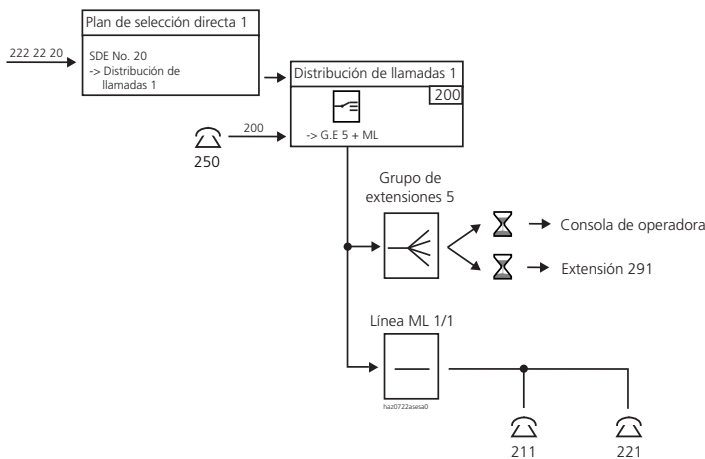 Plan de selección directa 1
222 22 20
SDE No. 20
-> Distribución de
llamadas 1
Distribución de llamadas 1
200
-> G.E 5 + ML
200
250
Grupo de
extensiones 5
Consola de operadora
Extensión 291
Línea ML 1/1
haz0722asesa0
211
221